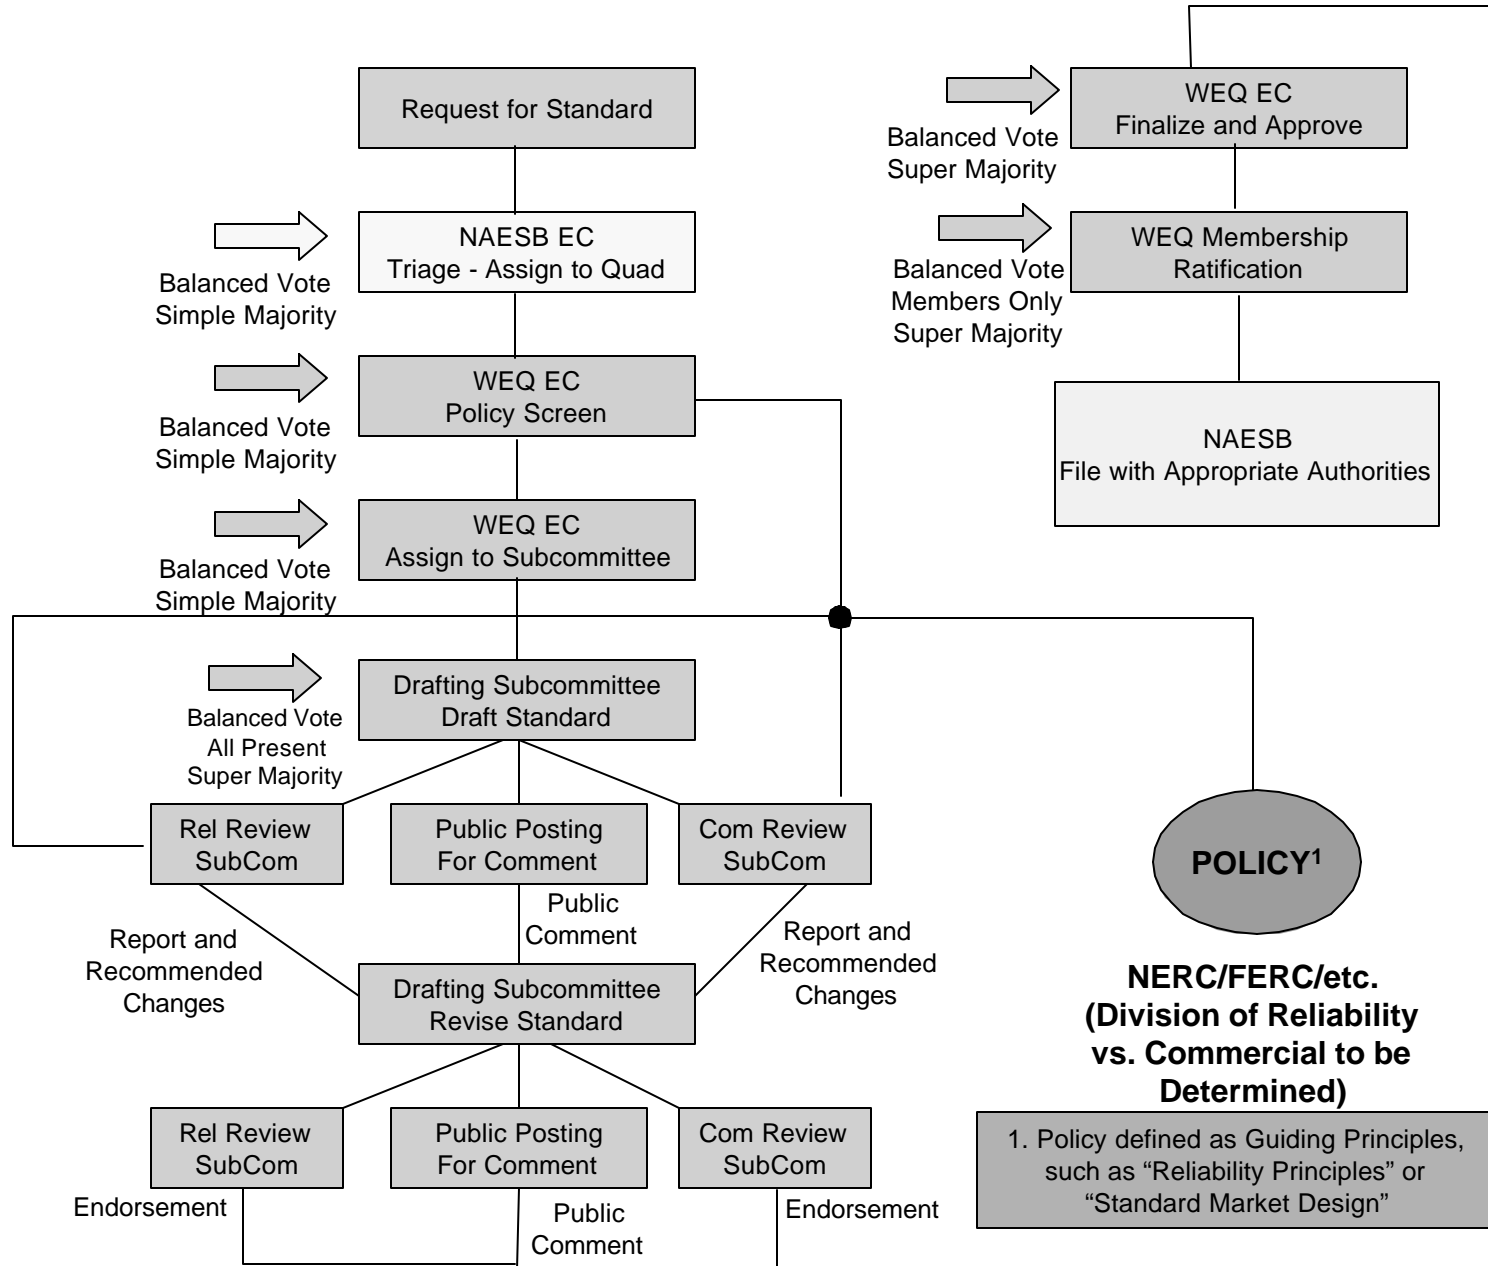 Request for Standard
NAESB EC
Triage - Assign to Quad
Balanced Vote
Simple Majority
WEQ EC
Policy Screen
Balanced Vote
Simple Majority
WEQ EC
Assign to Subcommittee
Balanced Vote
Simple Majority
Drafting Subcommittee
Draft Standard
Balanced Vote
All Present
Super Majority
Rel Review
SubCom
Public Posting
For Comment
Com Review
SubCom
Report and
Recommended
Changes
Public
Comment
Report and
Recommended
Changes
Drafting Subcommittee
Revise Standard
Rel Review
SubCom
Public Posting
For Comment
Com Review
SubCom
Endorsement
Public
Comment
Endorsement
WEQ EC
Finalize and Approve
Balanced Vote
Super Majority
WEQ Membership
Ratification
Balanced Vote
Members Only
Super Majority
NAESB
File with Appropriate Authorities
POLICY¹
NERC/FERC/etc.
(Division of Reliability
vs. Commercial to be
Determined)
1. Policy defined as Guiding Principles,
such as “Reliability Principles” or
“Standard Market Design”